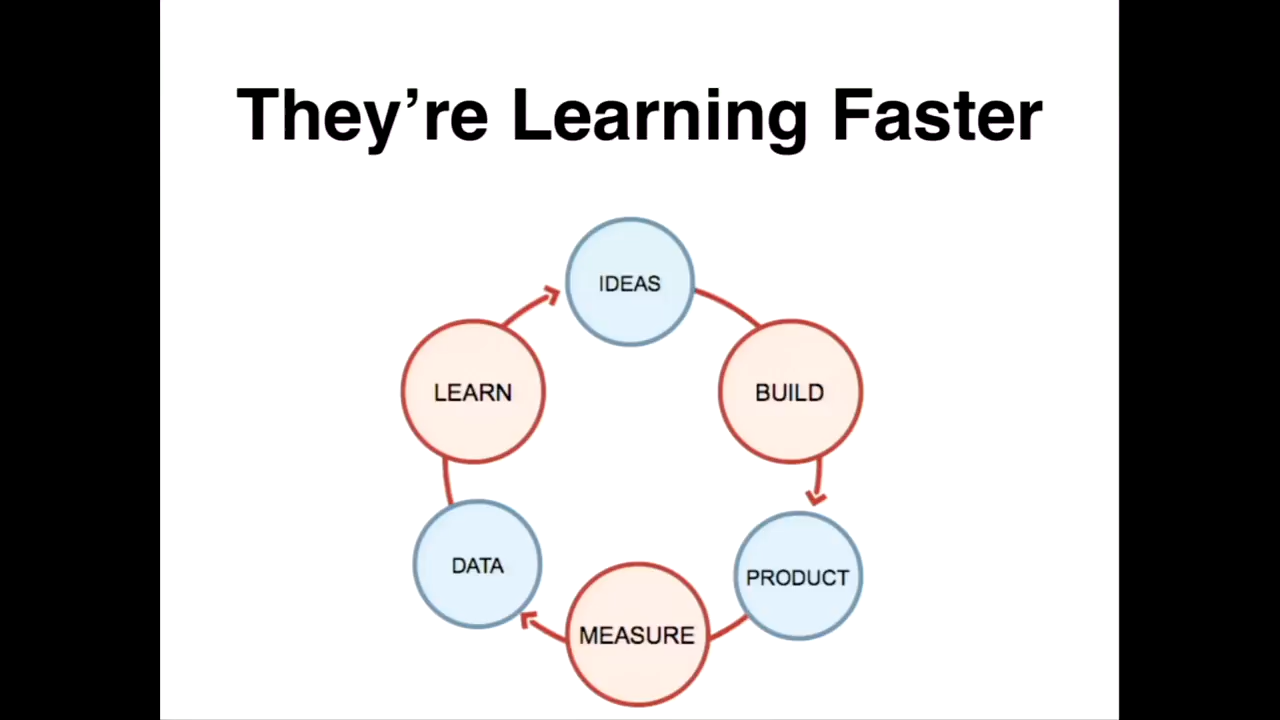 They’re Learning Faster
IDEAS
LEARN
BUILD
DATA
PRODUCT
MEASURE